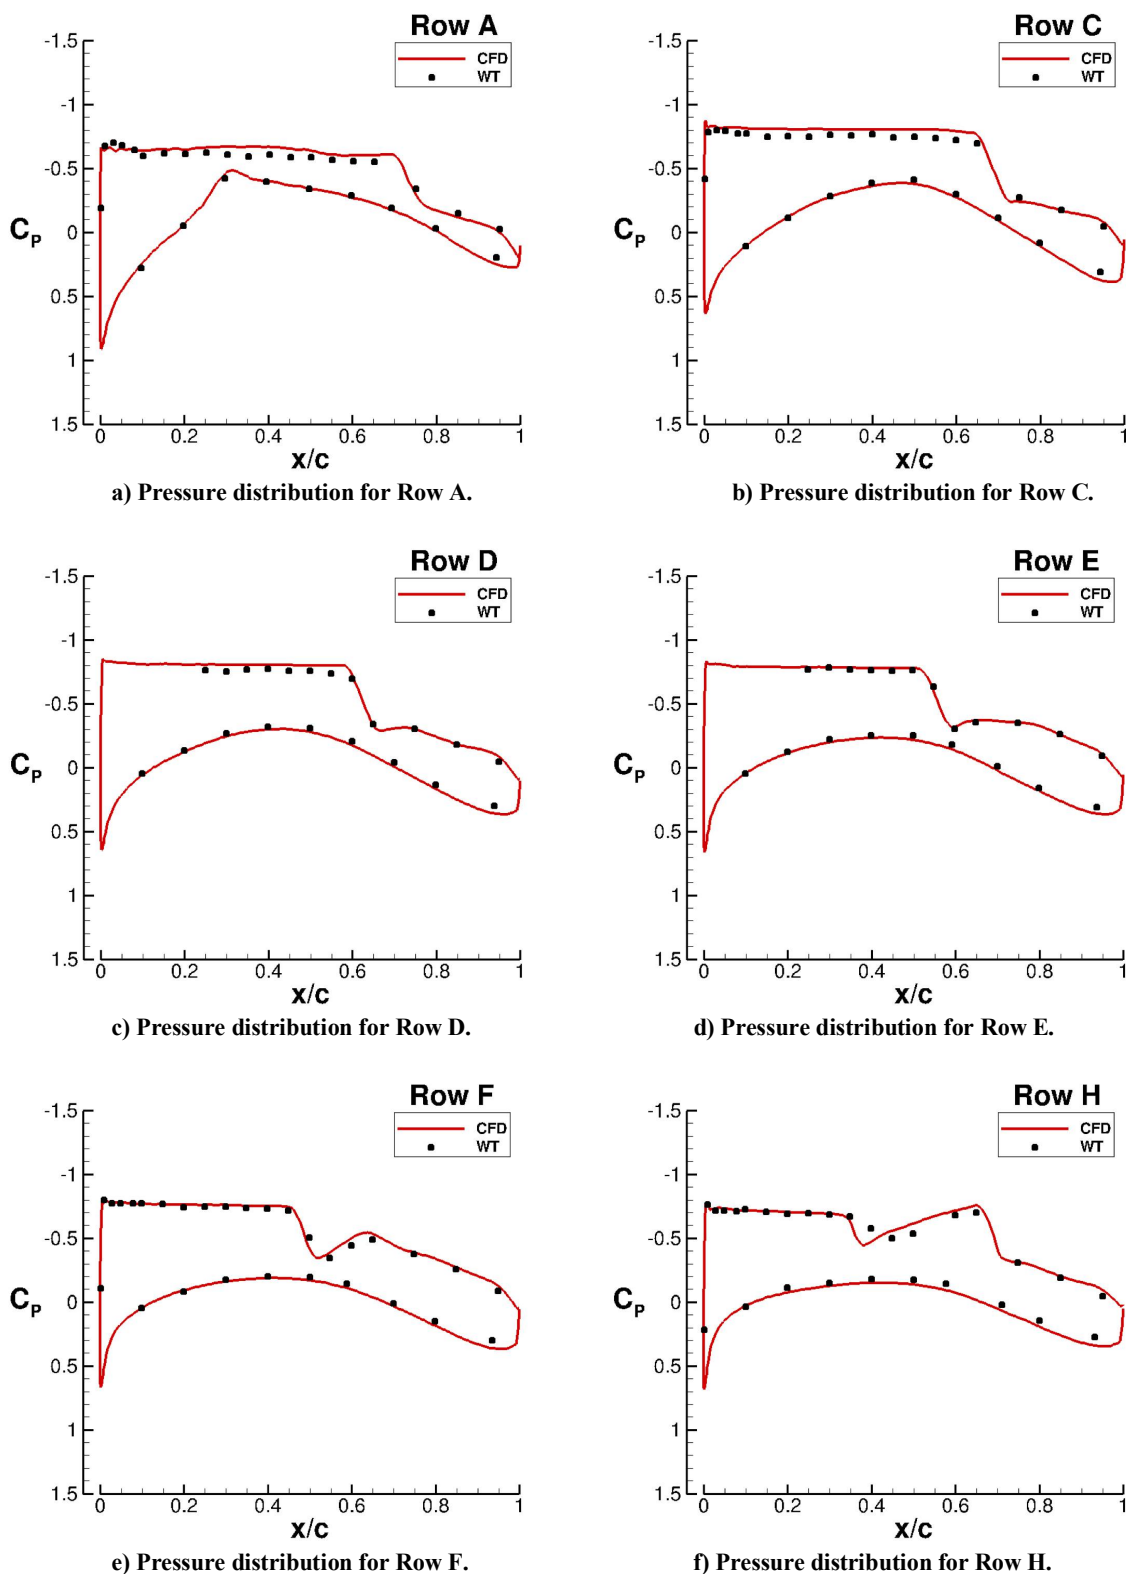 Row A
CFD
WT
-1.5
-1
-0.5
0
0.5
1
1.5
C_P
0 0.2 0.4 0.6 0.8 1
x/c
a) Pressure distribution for Row A.
Row C
CFD
WT
-1.5
-1
-0.5
0
0.5
1
1.5
C_P
0 0.2 0.4 0.6 0.8 1
x/c
b) Pressure distribution for Row C.
Row D
CFD
WT
-1.5
-1
-0.5
0
0.5
1
1.5
C_P
0 0.2 0.4 0.6 0.8 1
x/c
c) Pressure distribution for Row D.
Row E
CFD
WT
-1.5
-1
-0.5
0
0.5
1
1.5
C_P
0 0.2 0.4 0.6 0.8 1
x/c
d) Pressure distribution for Row E.
Row F
CFD
WT
-1.5
-1
-0.5
0
0.5
1
1.5
C_P
0 0.2 0.4 0.6 0.8 1
x/c
e) Pressure distribution for Row F.
Row H
CFD
WT
-1.5
-1
-0.5
0
0.5
1
1.5
C_P
0 0.2 0.4 0.6 0.8 1
x/c
f) Pressure distribution for Row H.